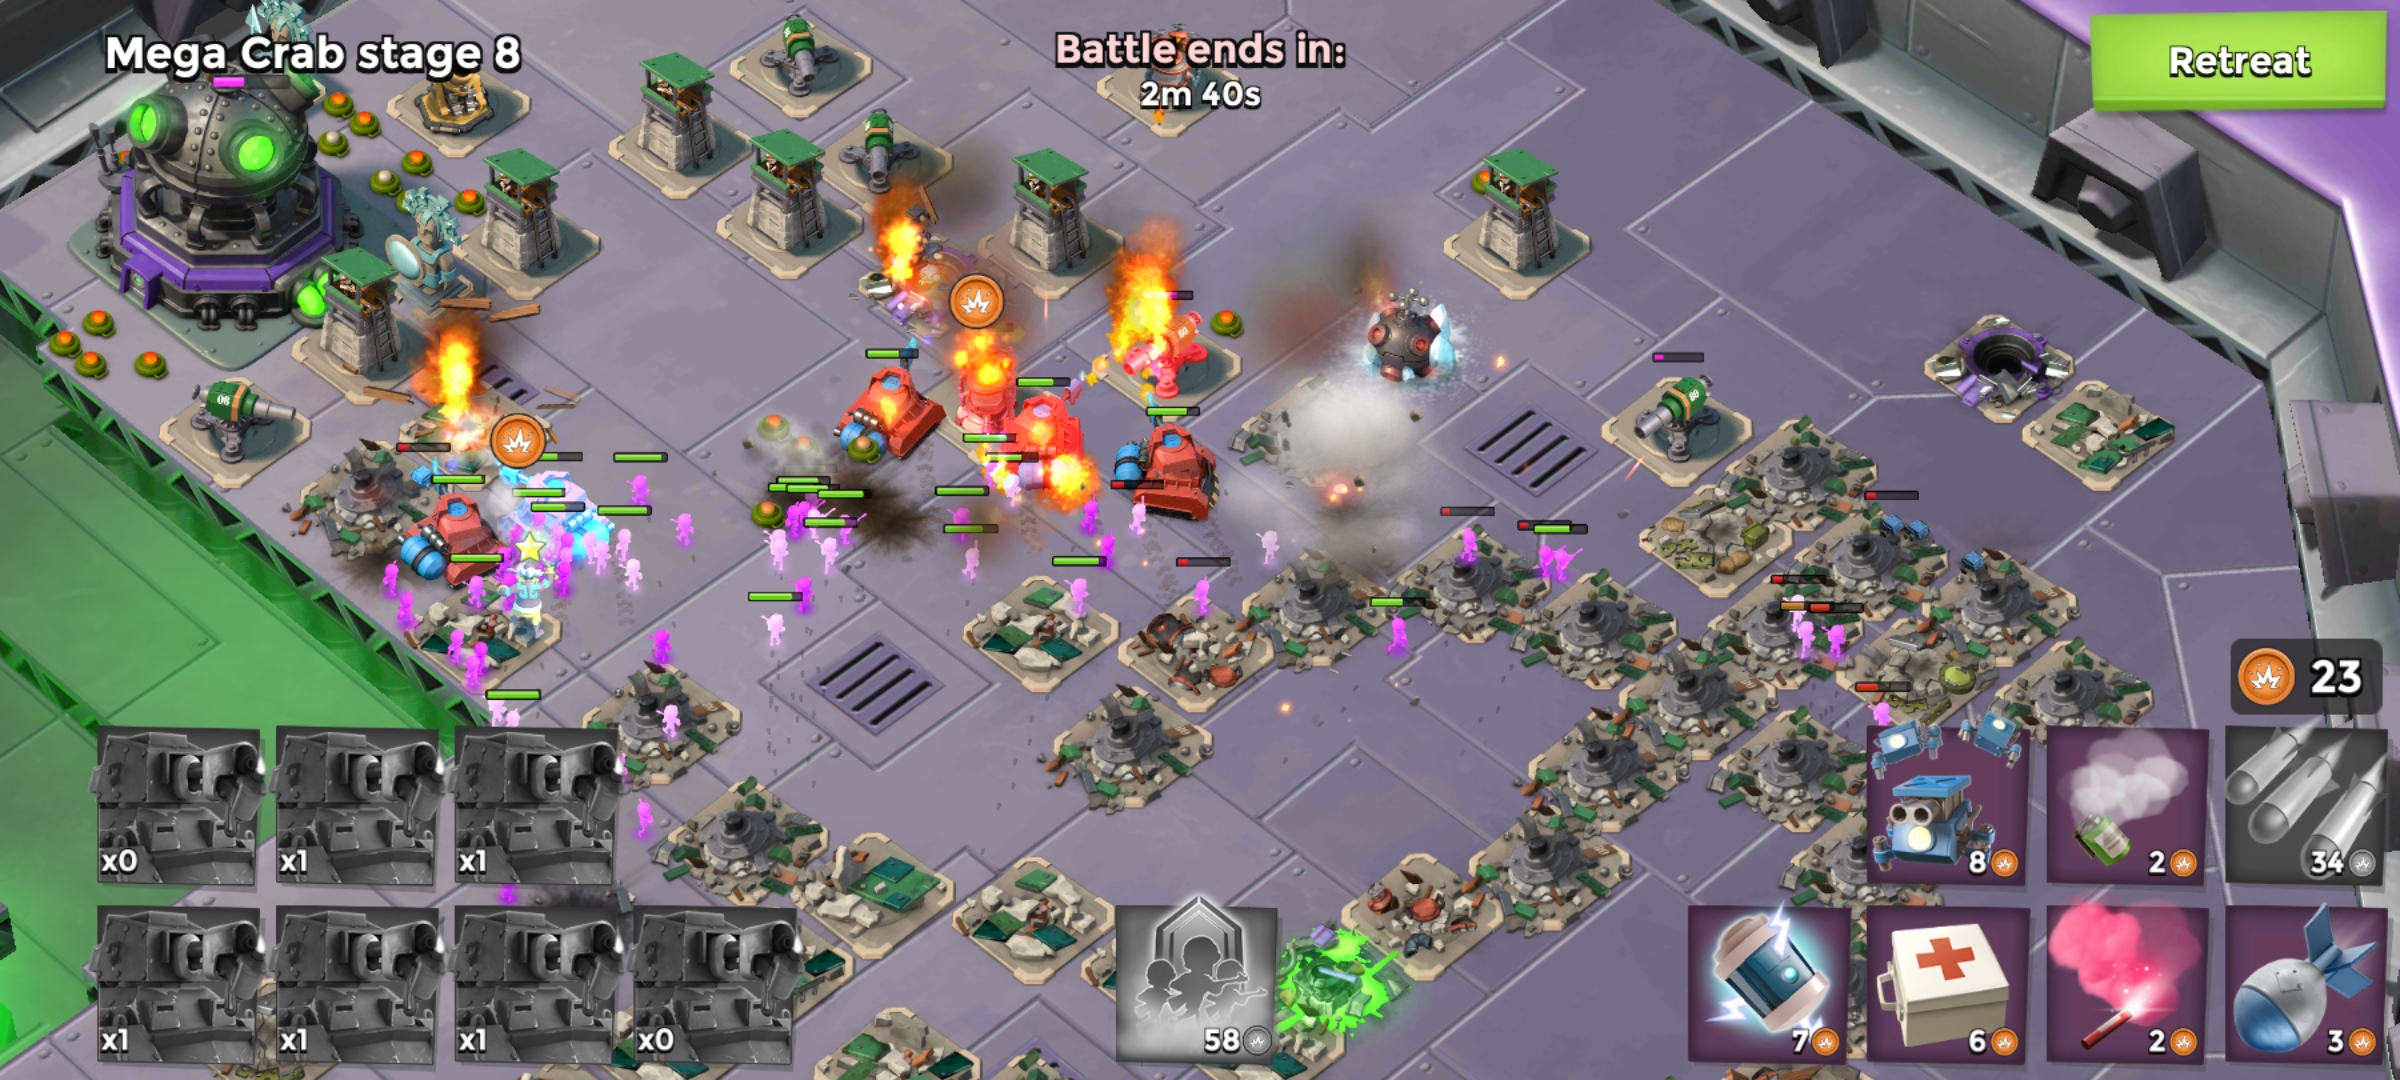 Mega Crab stage 8
Battle ends in:
2m 40s
Retreat
23
x0
x1
x1
8
2
34
x1
x1
x1
x0
58
7
6
2
3